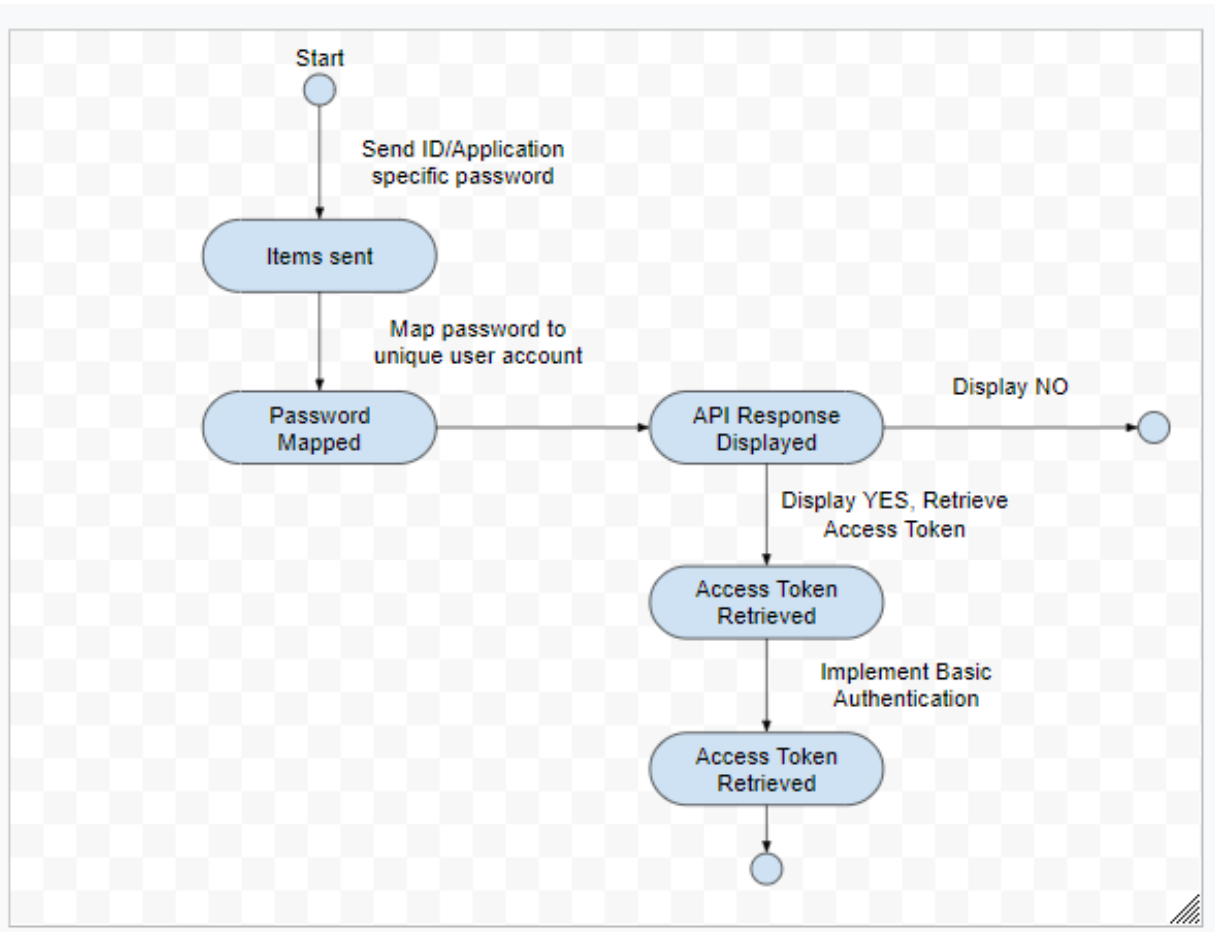 Start
Send ID/Application
specific password
Items sent
Map password to
unique user account
Password
Mapped
API Response
Displayed
Display NO
Display YES, Retrieve
Access Token
Access Token
Retrieved
Implement Basic
Authentication
Access Token
Retrieved